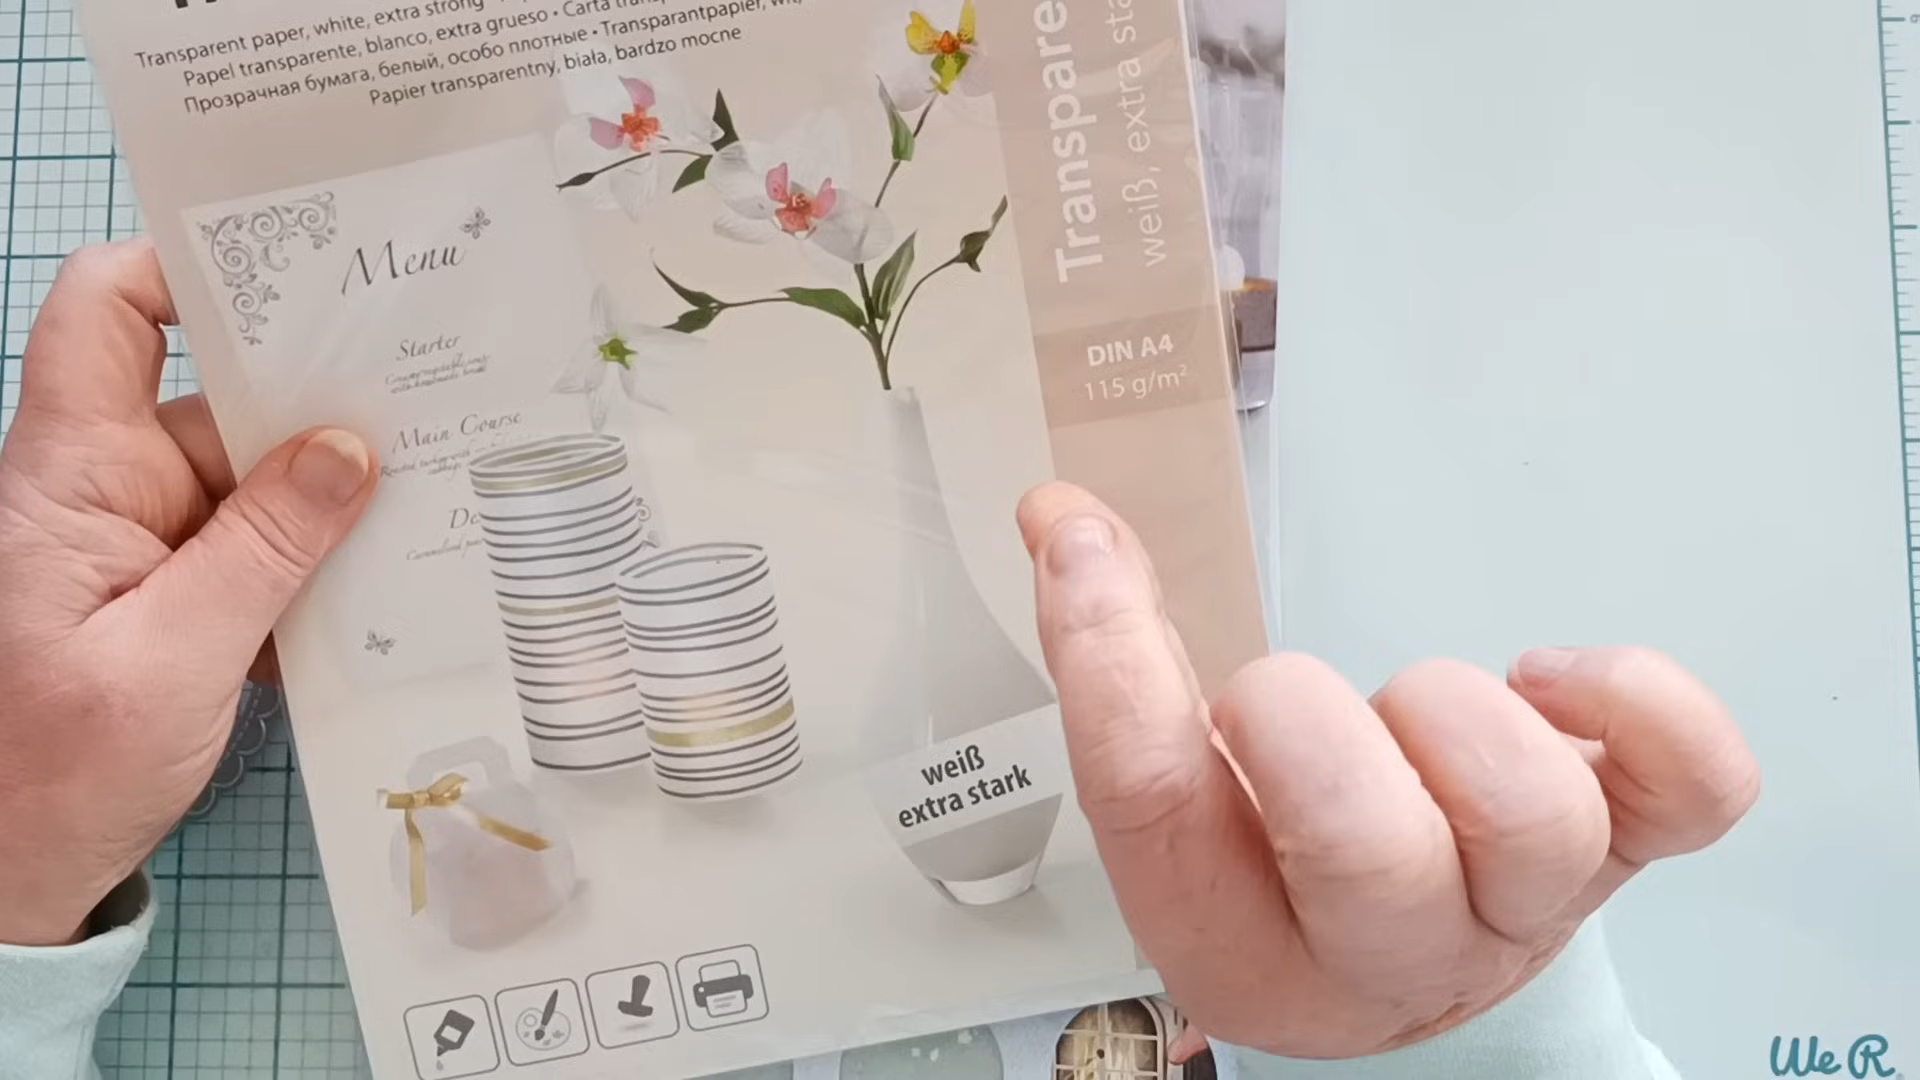 Transparent paper, white, extra strong
Papel transparente, blanco, extra grueso • Carta
Прозрачная бумага, белый, особо плотные • Transparantpapier, wit,
Papier transparentny, biała, bardzo mocne
Menu
Starter
Main Course
Transpare
weiß, extra sta
DIN A4
115 g/m²
weiß
extra stark
We R